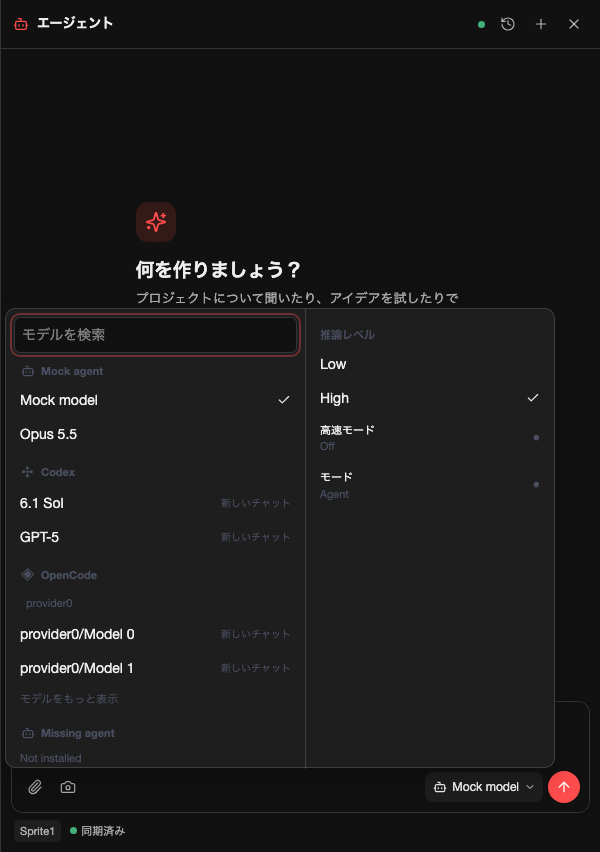 エージェント
何を作りましょう？
プロジェクトについて聞いたり、アイデアを試したりで
モデルを検索
Mock agent
Mock model
Opus 5.5
Codex
6.1 Sol 新しいチャット
GPT-5 新しいチャット
OpenCode
provider0
provider0/Model 0 新しいチャット
provider0/Model 1 新しいチャット
モデルをもっと表示
Missing agent
Not installed
推論レベル
Low
High
高速モード
Off
モード
Agent
Mock model
Sprite1 同期済み